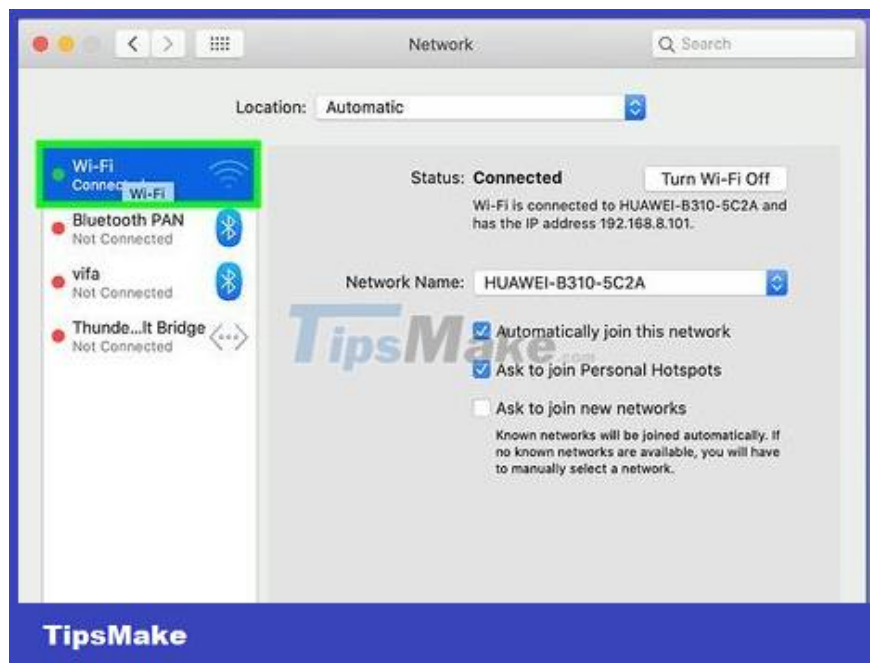 Network
Search
Location: Automatic
Wi-Fi
Connec
Wi-Fi
Bluetooth PAN
Not Connected
vifa
Not Connected
Thunde...lt Bridge
Not Connected
Status: Connected
Turn Wi-Fi Off
Wi-Fi is connected to HUAWEI-B310-5C2A and
has the IP address 192.168.8.101.
Network Name: HUAWEI-B310-5C2A
TipsMake.com
Automatically join this network
Ask to join Personal Hotspots
Ask to join new networks
Known networks will be joined automatically. If
no known networks are available, you will have
to manually select a network.
TipsMake